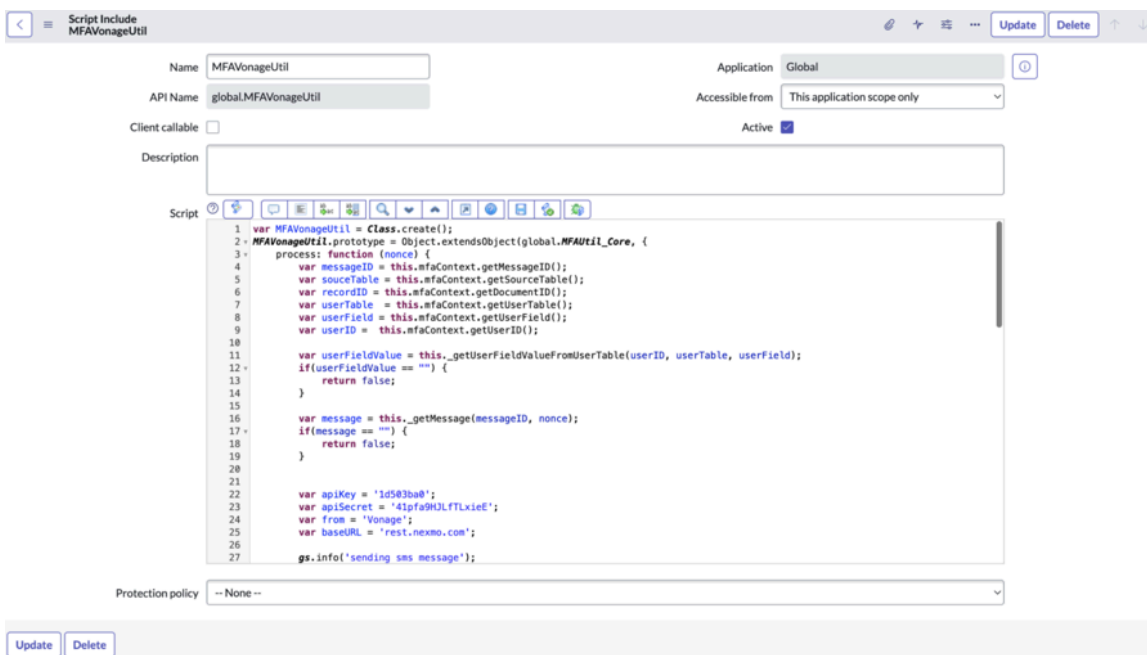 Script Include
MFAVonageUtil
Update
Delete
Name MFAVonageUtil
Application Global
API Name global.MFAVonageUtil
Accessible from This application scope only
Client callable
Active
Description
Script
1 var MFAVonageUtil = Class.create();
2 MFAVonageUtil.prototype = Object.extendsObject(global.MFAUtil_Core, {
3 process: function (nonce) {
4 var messageID = this.mfaContext.getMessageID();
5 var souceTable = this.mfaContext.getSourceTable();
6 var recordID = this.mfaContext.getDocumentID();
7 var userTable  = this.mfaContext.getUserTable();
8 var userField = this.mfaContext.getUserField();
9 var userID =  this.mfaContext.getUserID();
10
11 var userFieldValue = this._getUserFieldValueFromUserTable(userID, userTable, userField);
12 if(userFieldValue == "") {
13 return false;
14 }
15
16 var message = this._getMessage(messageID, nonce);
17 if(message == "") {
18 return false;
19 }
20
21
22 var apiKey = '1d503ba0';
23 var apiSecret = '41pfa9HJLfTLxieE';
24 var from = 'Vonage';
25 var baseURL = 'rest.nexmo.com';
26
27 gs.info('sending sms message');
Protection policy -- None --
Update
Delete